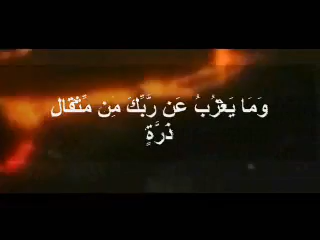 وَمَا يَعْزُبُ عَن رَّبِّكَ مِن مِّثْقَالِ
ذَرَّةٍ